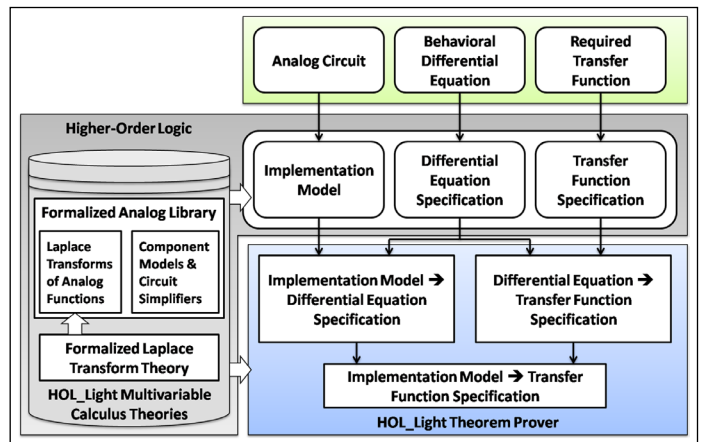 Analog Circuit
Behavioral
Differential
Equation
Required
Transfer
Function
Higher-Order Logic
Implementation
Model
Differential
Equation
Specification
Transfer
Function
Specification
Formalized Analog Library
Laplace
Transforms
of Analog
Functions
Component
Models &
Circuit
Simplifiers
Formalized Laplace
Transform Theory
HOL_Light Multivariable
Calculus Theories
Implementation Model ➔
Differential Equation
Specification
Differential Equation ➔
Transfer Function
Specification
Implementation Model ➔ Transfer
Function Specification
HOL_Light Theorem Prover